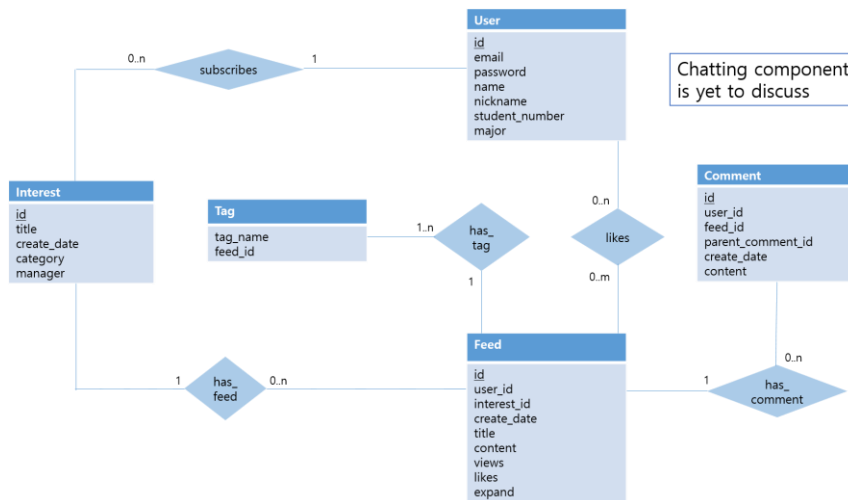 User
id
email
password
name
nickname
student_number
major
0..n
subscribes
1
Chatting component
is yet to discuss
Interest
id
title
create_date
category
manager
Tag
tag_name
feed_id
1..n
has_
tag
1
0..n
likes
0..m
Comment
id
user_id
feed_id
parent_comment_id
create_date
content
1
has_
feed
0..n
Feed
id
user_id
interest_id
create_date
title
content
views
likes
expand
1
0..n
has_
comment